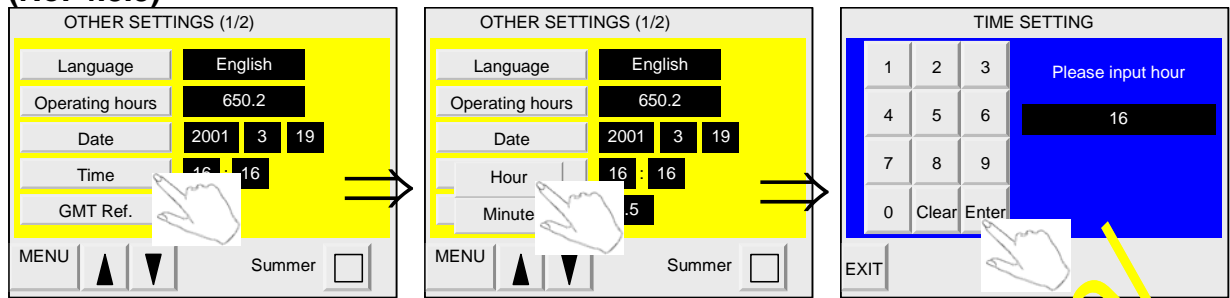 OTHER SETTINGS (1/2)
Language English
Operating hours 650.2
Date 2001 3 19
Time 16 : 16
GMT Ref.
MENU Summer
OTHER SETTINGS (1/2)
Language English
Operating hours 650.2
Date 2001 3 19
Hour 16 : 16
Minute .5
MENU Summer
TIME SETTING
1 2 3 Please input hour
4 5 6 16
7 8 9
0 Clear Enter
EXIT